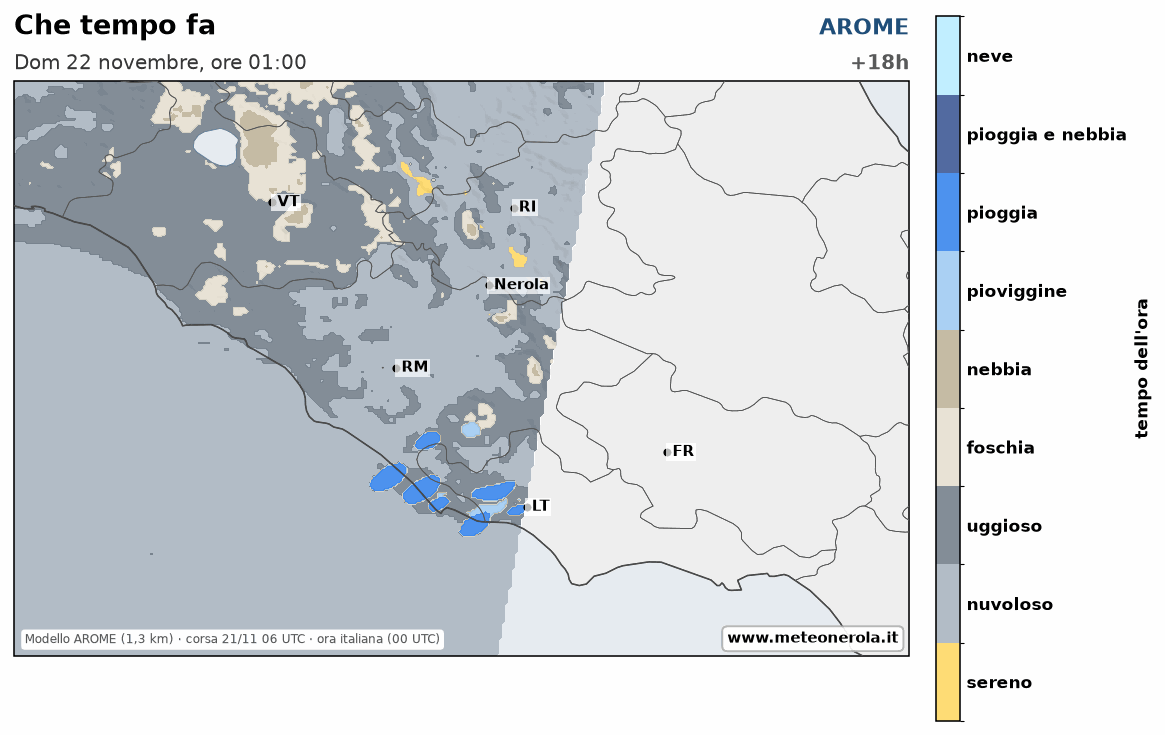 Che tempo fa
AROME
Dom 22 novembre, ore 01:00
+18h
VT
RI
Nerola
RM
FR
LT
Modello AROME (1,3 km) · corsa 21/11 06 UTC · ora italiana (00 UTC)
www.meteonerola.it
neve
pioggia e nebbia
pioggia
pioviggine
nebbia
foschia
uggioso
nuvoloso
sereno
tempo dell'ora